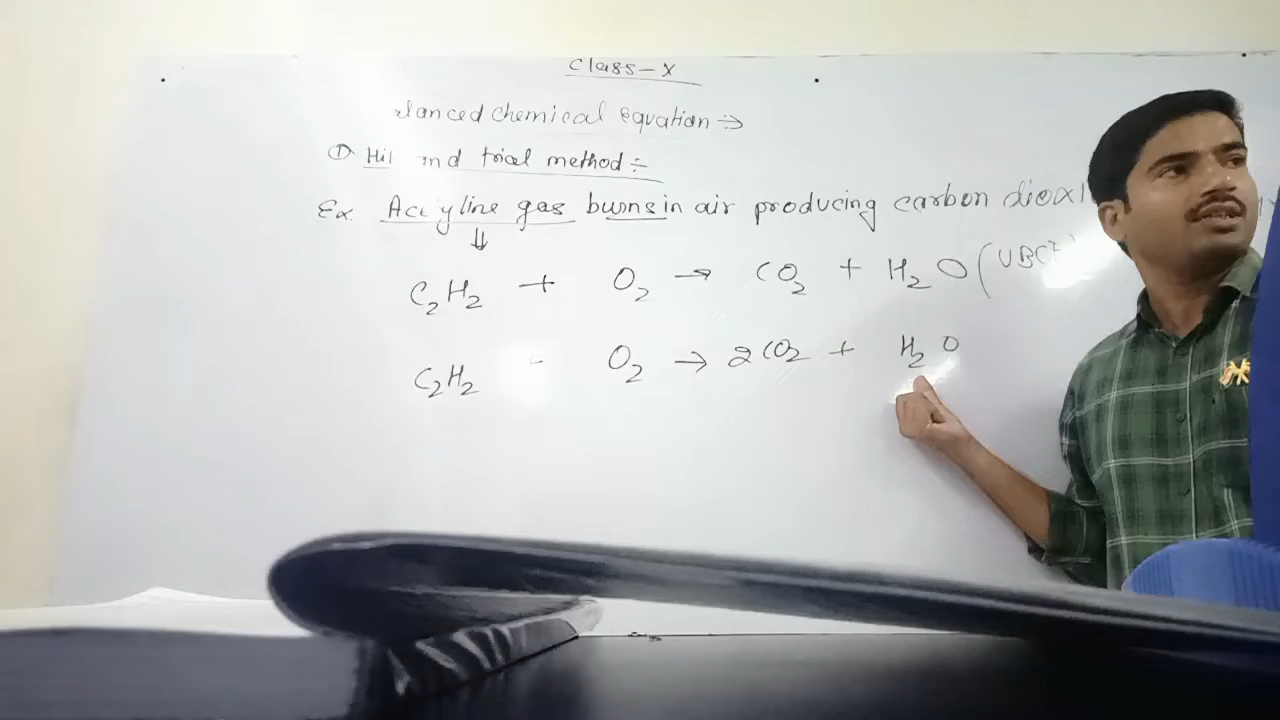 Class-X
lanced chemical equation ÷>
① Hit and trial method ÷
Ex. Acetyline gas burns in air producing carbon dioxi
⇓
C₂H₂ + O₂ → CO₂ + H₂O (UBCE
C₂H₂ - O₂ → 2CO₂ + H₂O